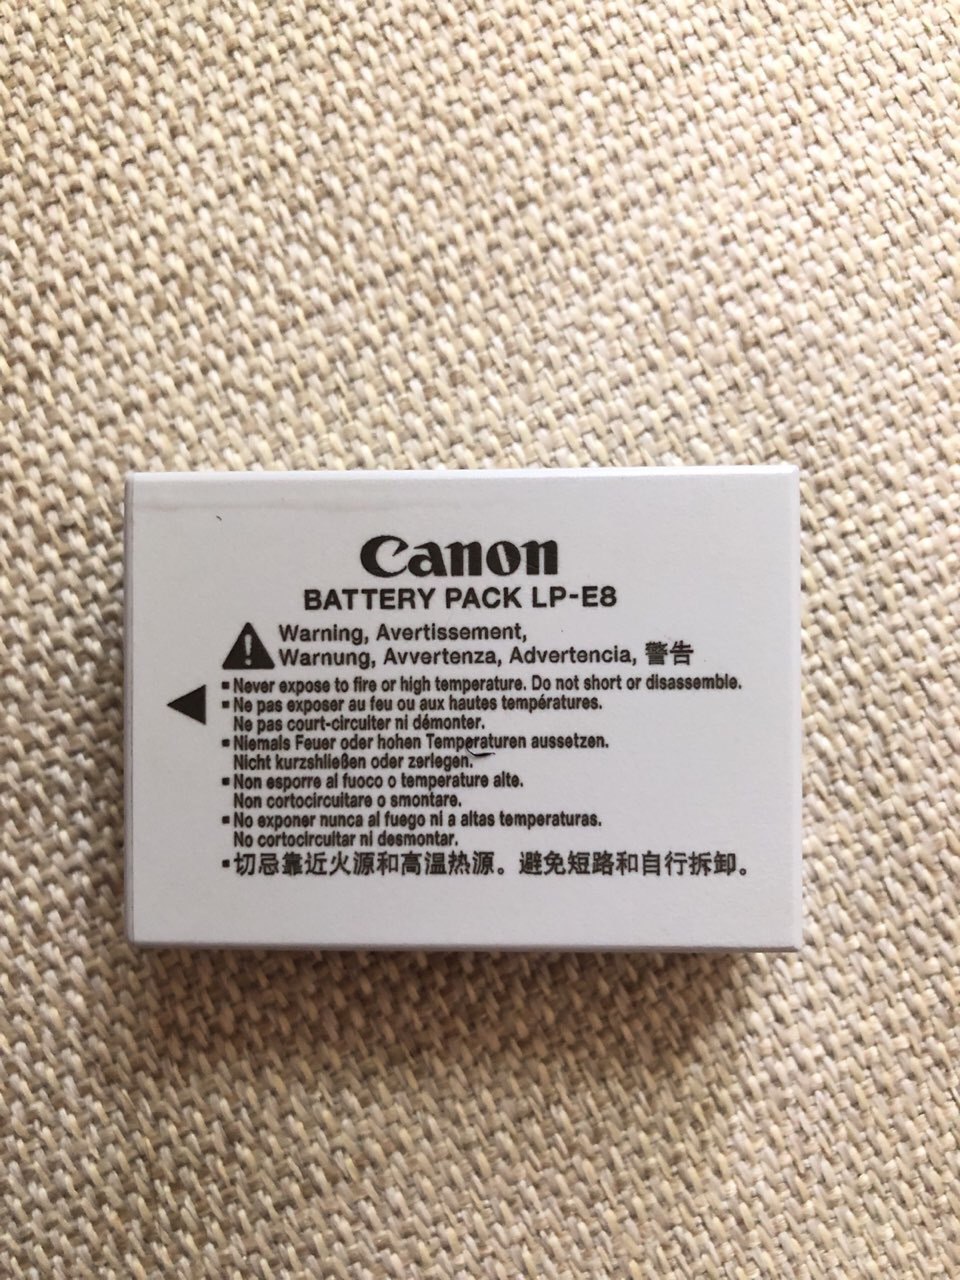 Canon
BATTERY PACK LP-E8
Warning, Avertissement,
Warnung, Avvertenza, Advertencia, 警告
▪Never expose to fire or high temperature. Do not short or disassemble.
▪Ne pas exposer au feu ou aux hautes températures.
Ne pas court-circuiter ni démonter.
▪Niemals Feuer oder hohen Temperaturen aussetzen.
Nicht kurzshließen oder zerlegen.
▪Non esporre al fuoco o temperature alte.
Non cortocircuitare o smontare.
▪No exponer nunca al fuego ni a altas temperaturas.
No cortocircuitar ni desmontar.
▪切忌靠近火源和高温热源。避免短路和自行拆卸。